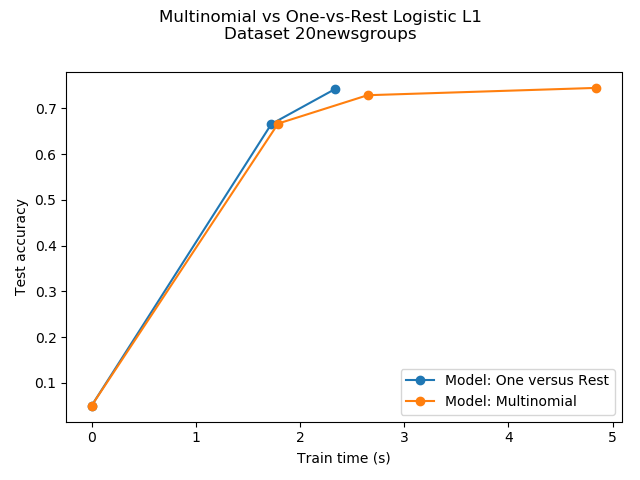 Multinomial vs One-vs-Rest Logistic L1
Dataset 20newsgroups
0.7
0.6
0.5
0.4
0.3
0.2
0.1
Test accuracy
0 1 2 3 4 5
Train time (s)
Model: One versus Rest
Model: Multinomial